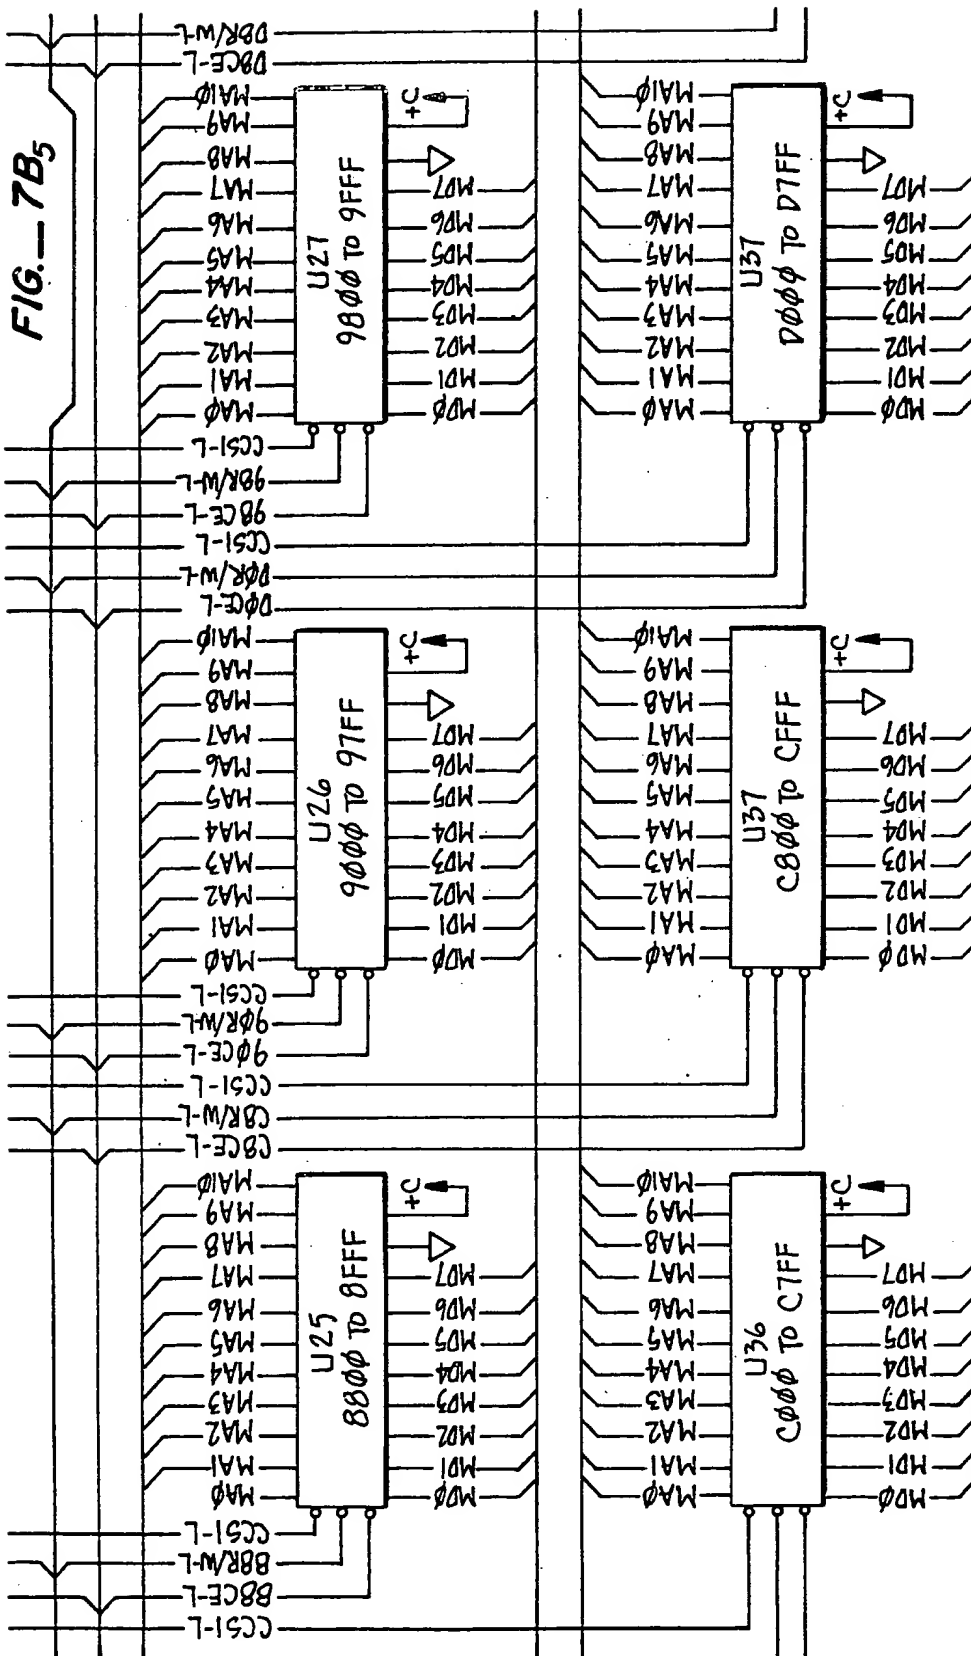 FIG.__7B5
D8R/W-L
D8CE-L
MA10
MA9
MA8
MA7
MA6
MA5
MA4
MA3
MA2
MA1
MA0
U27
9800 TO 9FFF
+C
MD7
MD6
MD5
MD4
MD3
MD2
MD1
MD0
MA10
MA9
MA8
MA7
MA6
MA5
MA4
MA3
MA2
MA1
MA0
U37
D000 TO D7FF
+C
MD7
MD6
MD5
MD4
MD3
MD2
MD1
MD0
CCS1-L
98R/W-L
98CE-L
CCS1-L
D0R/W-L
D0CE-L
MA10
MA9
MA8
MA7
MA6
MA5
MA4
MA3
MA2
MA1
MA0
U26
9000 TO 97FF
+C
MD7
MD6
MD5
MD4
MD3
MD2
MD1
MD0
MA10
MA9
MA8
MA7
MA6
MA5
MA4
MA3
MA2
MA1
MA0
U37
C800 TO CFFF
+C
MD7
MD6
MD5
MD4
MD3
MD2
MD1
MD0
CCS1-L
90R/W-L
90CE-L
CCS1-L
C8R/W-L
C8CE-L
MA10
MA9
MA8
MA7
MA6
MA5
MA4
MA3
MA2
MA1
MA0
U25
8800 TO 8FFF
+C
MD7
MD6
MD5
MD4
MD3
MD2
MD1
MD0
MA10
MA9
MA8
MA7
MA6
MA5
MA4
MA3
MA2
MA1
MA0
U36
C000 TO C7FF
+C
MD7
MD6
MD5
MD4
MD3
MD2
MD1
MD0
CCS1-L
88R/W-L
88CE-L
CCS1-L